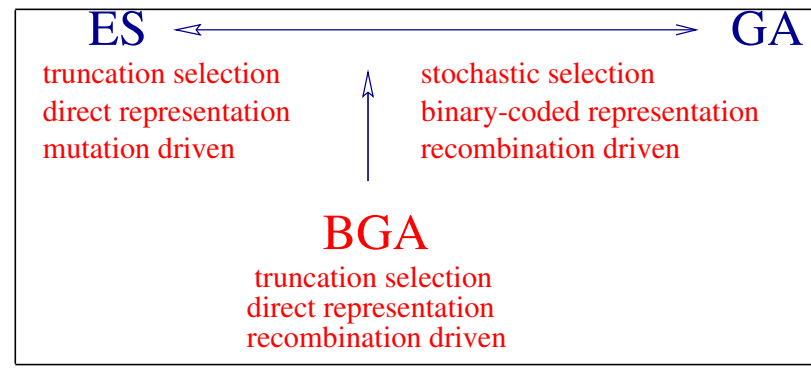 ES GA
truncation selection stochastic selection
direct representation binary-coded representation
mutation driven recombination driven
BGA
truncation selection
direct representation
recombination driven